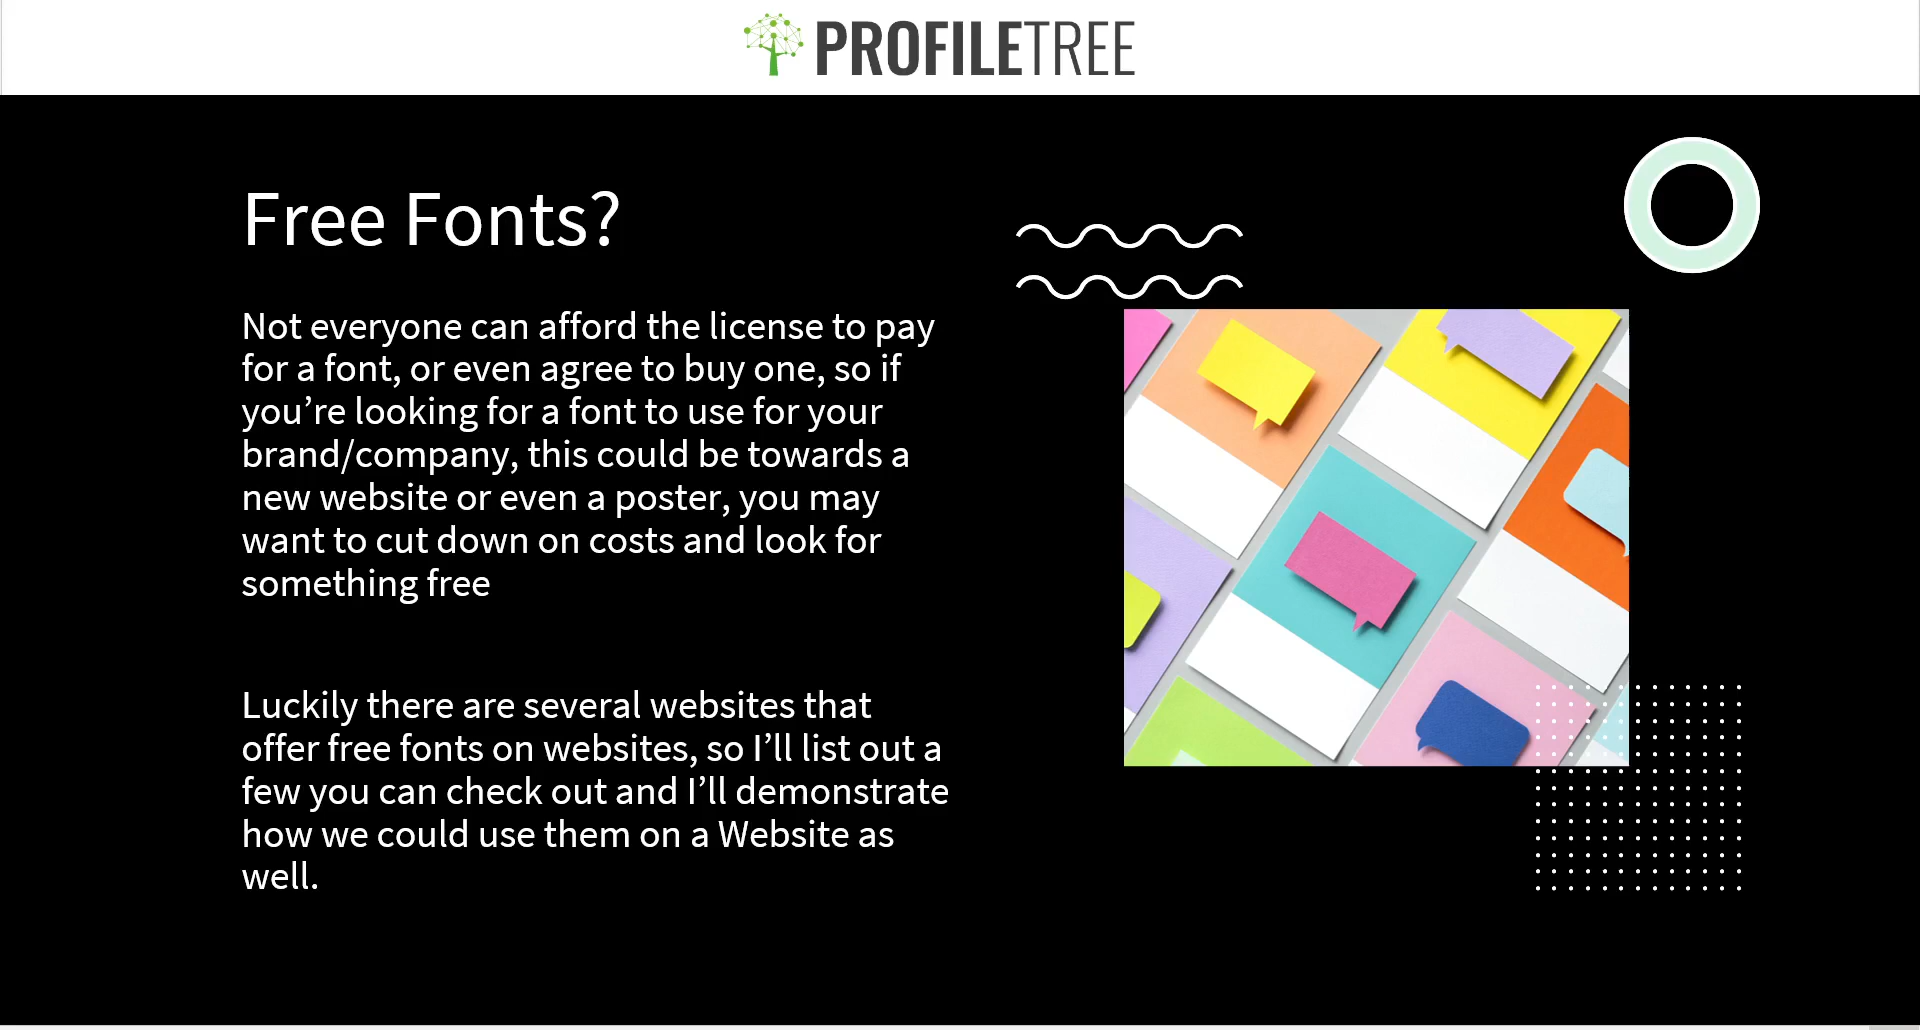 PROFILETREE
Free Fonts?
Not everyone can afford the license to pay
for a font, or even agree to buy one, so if
you’re looking for a font to use for your
brand/company, this could be towards a
new website or even a poster, you may
want to cut down on costs and look for
something free
Luckily there are several websites that
offer free fonts on websites, so I’ll list out a
few you can check out and I’ll demonstrate
how we could use them on a Website as
well.